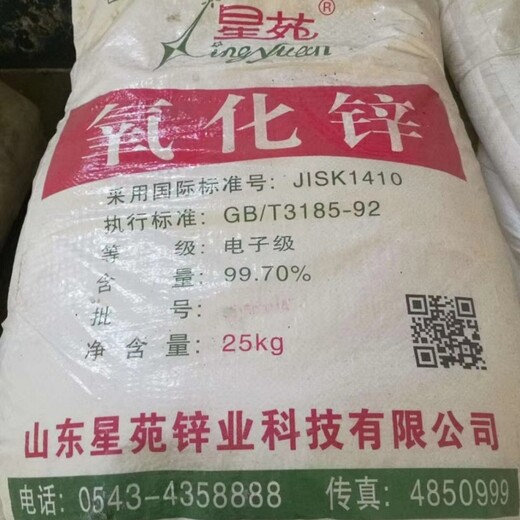 星苑®
Xingyuan
氧化锌
采用国际标准号：JISK1410
执行标准：GB/T3185-92
等级：电子级
含量：99.70%
批号：
净含量：25kg
山东星苑锌业科技有限公司
电话：0543-4358888 传真：4850999